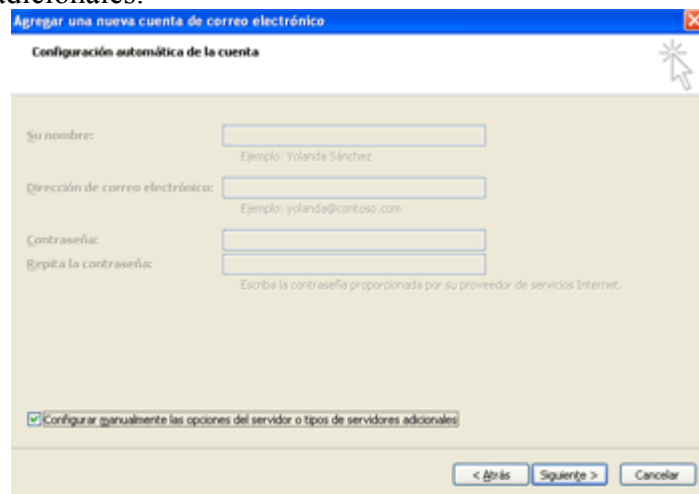 adicionales.
Agregar una nueva cuenta de correo electrónico
Configuración automática de la cuenta
Su nombre:
Ejemplo: Yolanda Sánchez
Dirección de correo electrónico:
Ejemplo: yolanda@contoso.com
Contraseña:
Repita la contraseña:
Escriba la contraseña proporcionada por su proveedor de servicios Internet.
Configurar manualmente las opciones del servidor o tipos de servidores adicionales
< Atrás Siguiente > Cancelar